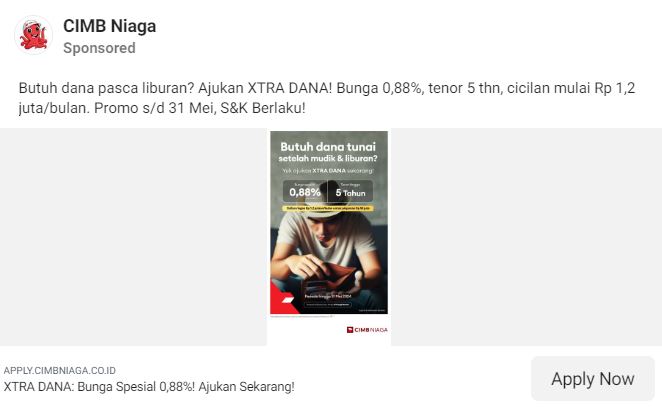 CIMB Niaga
Sponsored
Butuh dana pasca liburan? Ajukan XTRA DANA! Bunga 0,88%, tenor 5 thn, cicilan mulai Rp 1,2
juta/bulan. Promo s/d 31 Mei, S&K Berlaku!
Butuh dana tunai
setelah mudik & liburan?
Yuk ajukan XTRA DANA sekarang!
0,88%
5 Tahun
Periode hingga 31 Mei 2024
CIMB NIAGA
APPLY.CIMBNIAGA.CO.ID
XTRA DANA: Bunga Spesial 0,88%! Ajukan Sekarang!
Apply Now